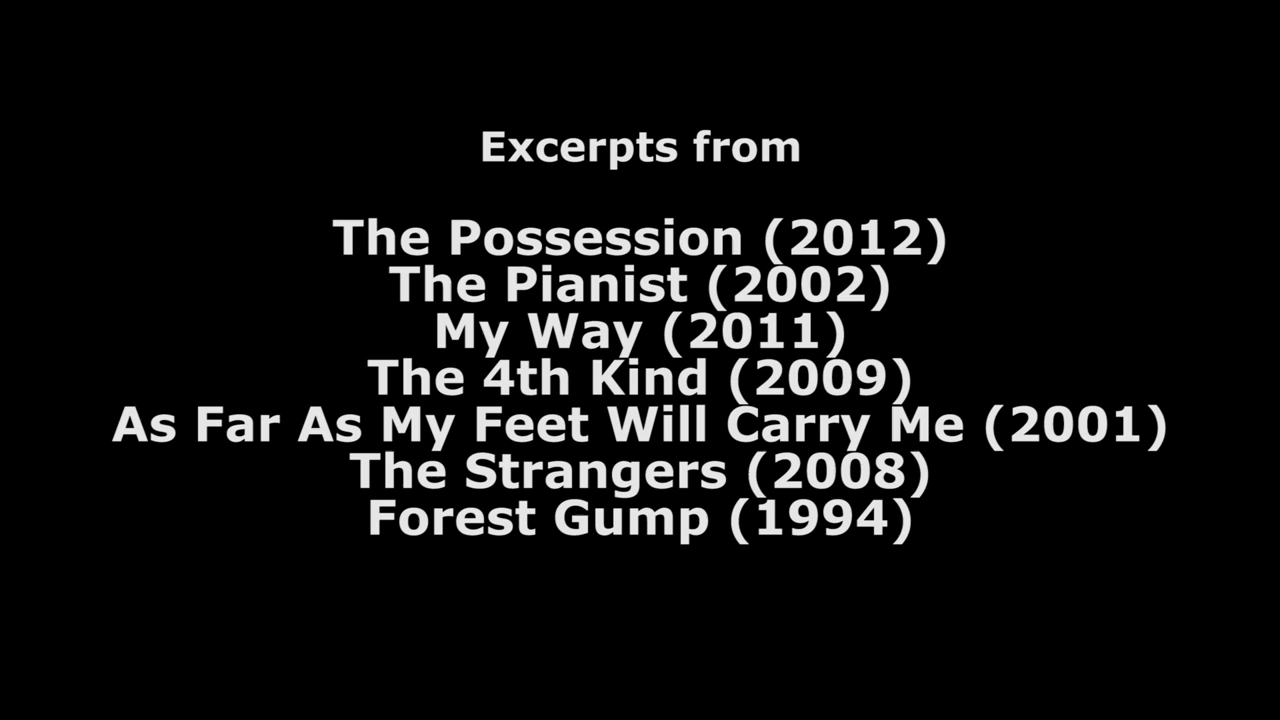 Excerpts from
The Possession (2012)
The Pianist (2002)
My Way (2011)
The 4th Kind (2009)
As Far As My Feet Will Carry Me (2001)
The Strangers (2008)
Forest Gump (1994)